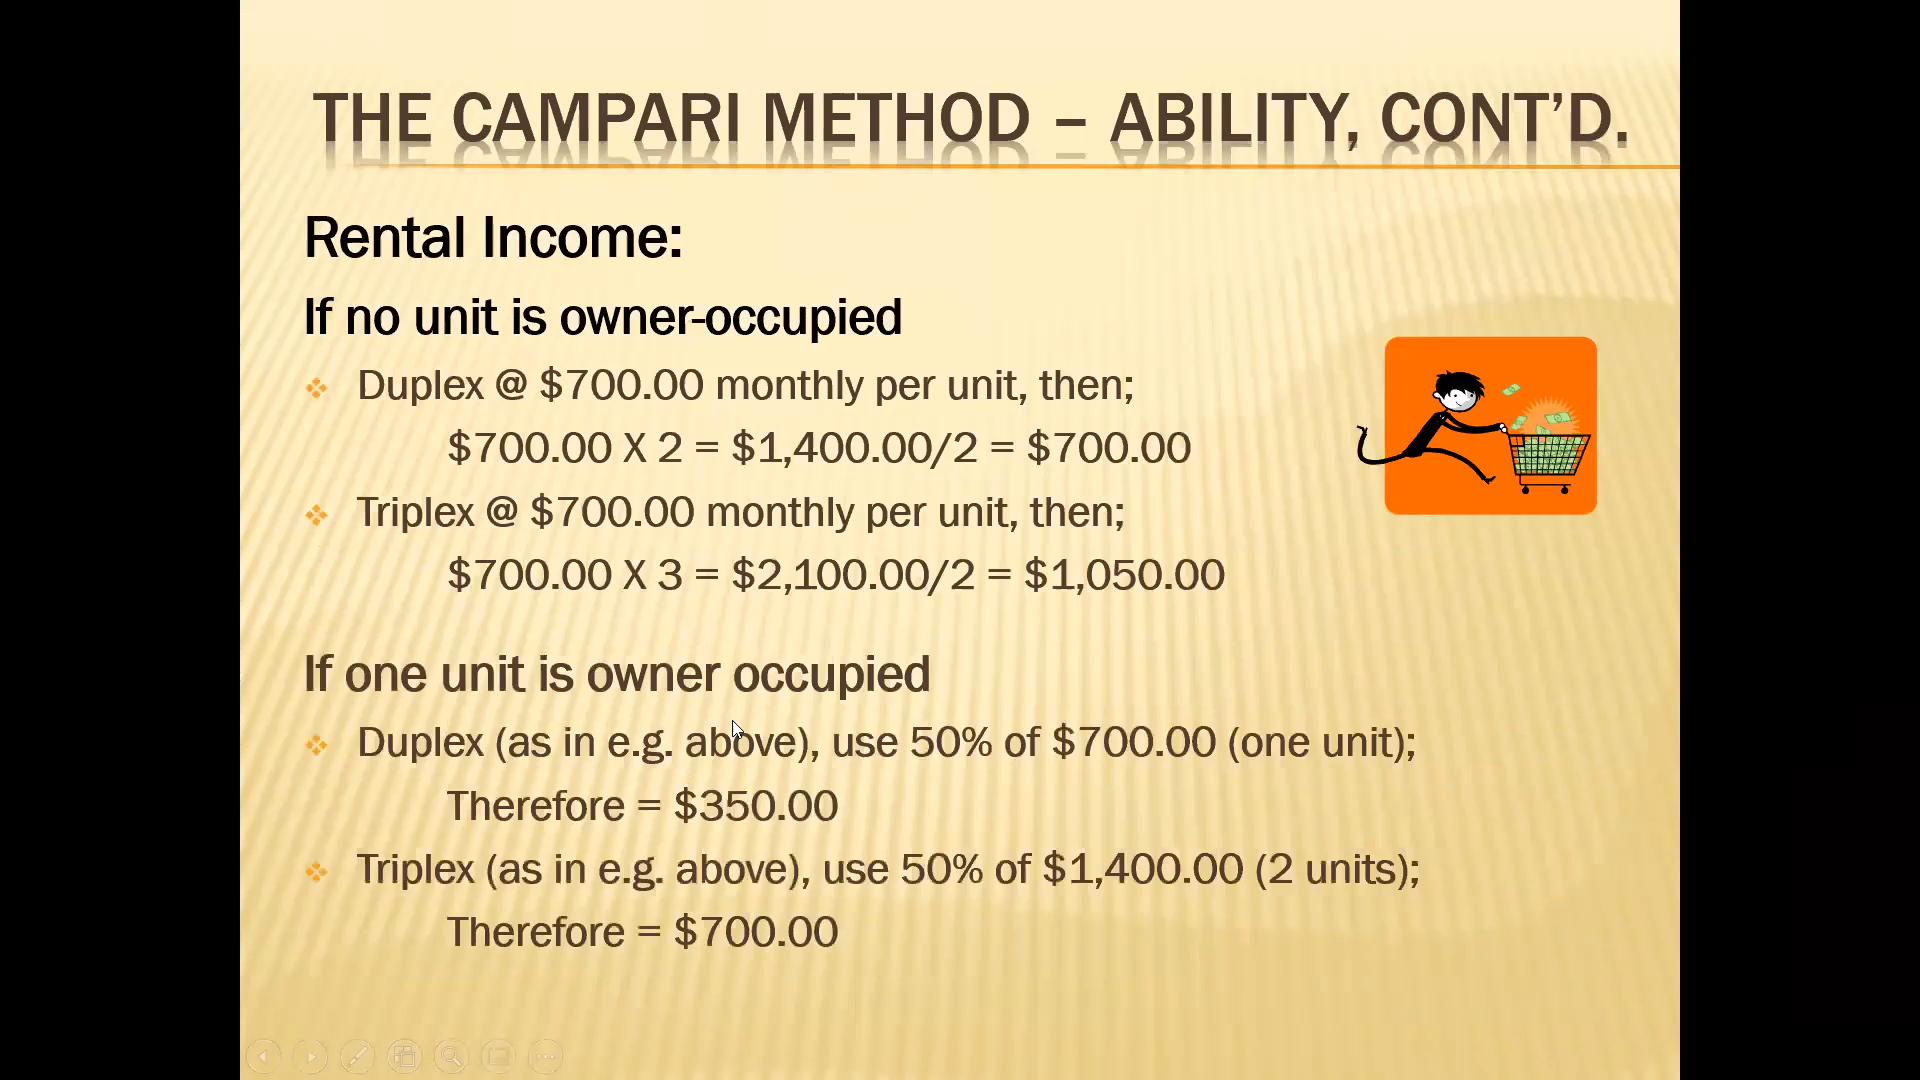 THE CAMPARI METHOD – ABILITY, CONT’D.
Rental Income:
If no unit is owner-occupied
Duplex @ $700.00 monthly per unit, then;
$700.00 X 2 = $1,400.00/2 = $700.00
Triplex @ $700.00 monthly per unit, then;
$700.00 X 3 = $2,100.00/2 = $1,050.00
If one unit is owner occupied
Duplex (as in e.g. above), use 50% of $700.00 (one unit);
Therefore = $350.00
Triplex (as in e.g. above), use 50% of $1,400.00 (2 units);
Therefore = $700.00